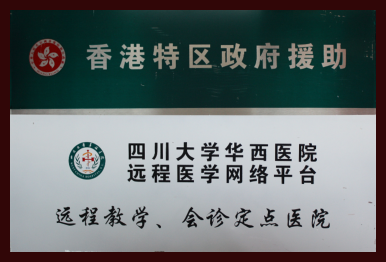 香港特区政府援助
四川大学华西医院
远程医学网络平台
远程教学、会诊定点医院